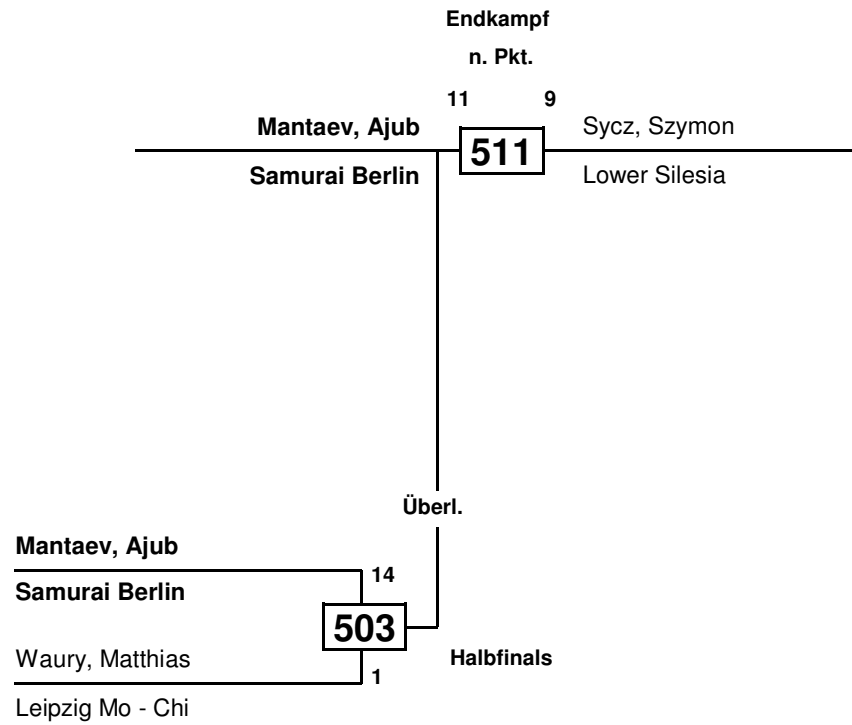 Endkampf
n. Pkt.
11 9
Mantaev, Ajub
Samurai Berlin
511
Sycz, Szymon
Lower Silesia
Überl.
Mantaev, Ajub
14
Samurai Berlin
503
Waury, Matthias
Halbfinals
1
Leipzig Mo - Chi